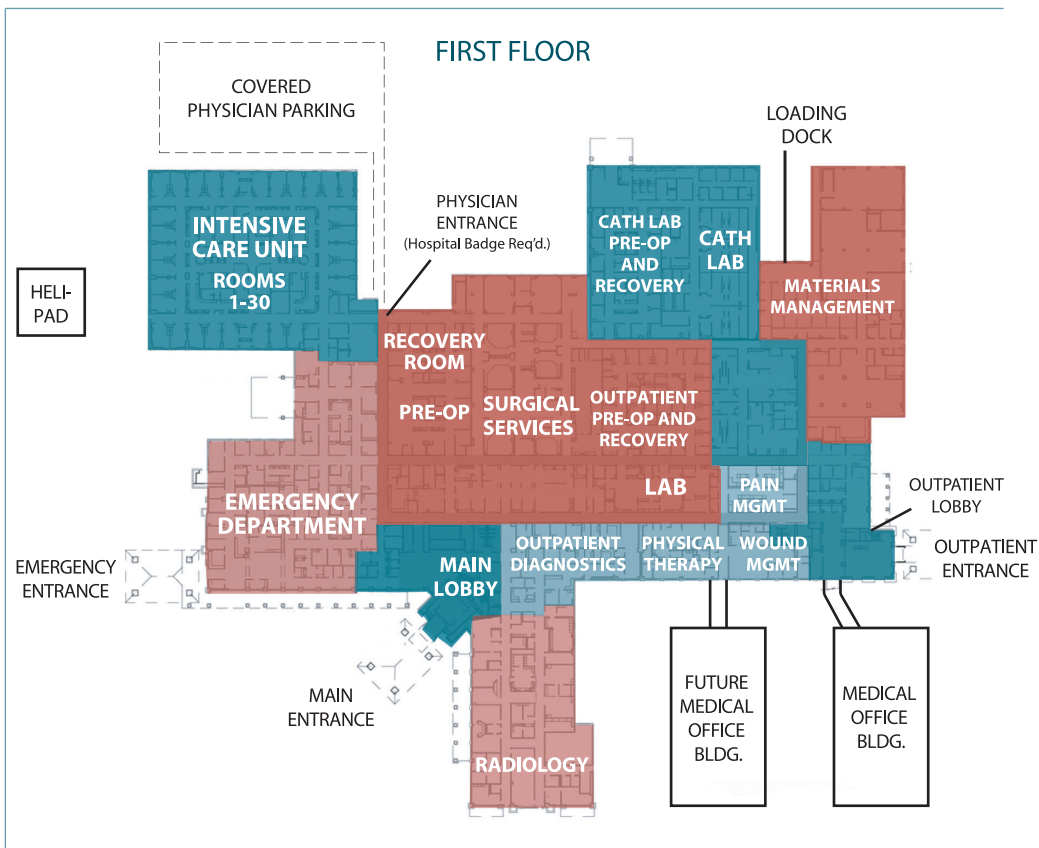 FIRST FLOOR
COVERED
PHYSICIAN PARKING
LOADING
DOCK
PHYSICIAN
ENTRANCE
(Hospital Badge Req'd.)
INTENSIVE
CARE UNIT
ROOMS
1-30
CATH LAB
PRE-OP
AND
RECOVERY
CATH
LAB
HELI-
PAD
MATERIALS
MANAGEMENT
RECOVERY
ROOM
PRE-OP
SURGICAL
SERVICES
OUTPATIENT
PRE-OP AND
RECOVERY
LAB
PAIN
MGMT
OUTPATIENT
LOBBY
EMERGENCY
DEPARTMENT
EMERGENCY
ENTRANCE
MAIN
LOBBY
OUTPATIENT
DIAGNOSTICS
PHYSICAL
THERAPY
WOUND
MGMT
OUTPATIENT
ENTRANCE
MAIN
ENTRANCE
FUTURE
MEDICAL
OFFICE
BLDG.
MEDICAL
OFFICE
BLDG.
RADIOLOGY